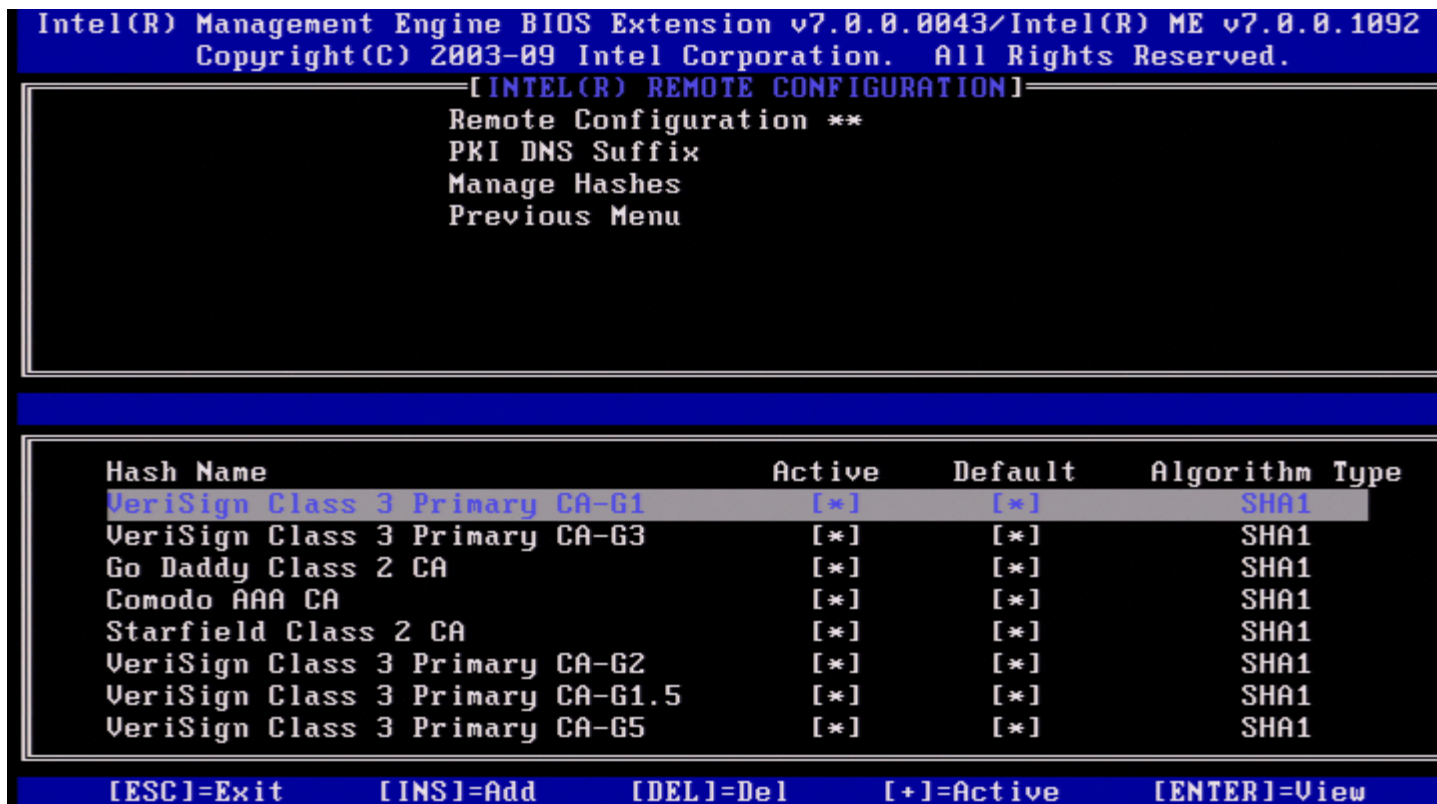 Intel(R) Management Engine BIOS Extension v7.0.0.0043/Intel(R) ME v7.0.0.1092
Copyright(C) 2003-09 Intel Corporation. All Rights Reserved.
[INTEL(R) REMOTE CONFIGURATION]
Remote Configuration **
PKI DNS Suffix
Manage Hashes
Previous Menu
Hash Name Active Default Algorithm Type
VeriSign Class 3 Primary CA-G1 [*] [*] SHA1
VeriSign Class 3 Primary CA-G3 [*] [*] SHA1
Go Daddy Class 2 CA [*] [*] SHA1
Comodo AAA CA [*] [*] SHA1
Starfield Class 2 CA [*] [*] SHA1
VeriSign Class 3 Primary CA-G2 [*] [*] SHA1
VeriSign Class 3 Primary CA-G1.5 [*] [*] SHA1
VeriSign Class 3 Primary CA-G5 [*] [*] SHA1
[ESC]=Exit [INS]=Add [DEL]=Del [+]=Active [ENTER]=View